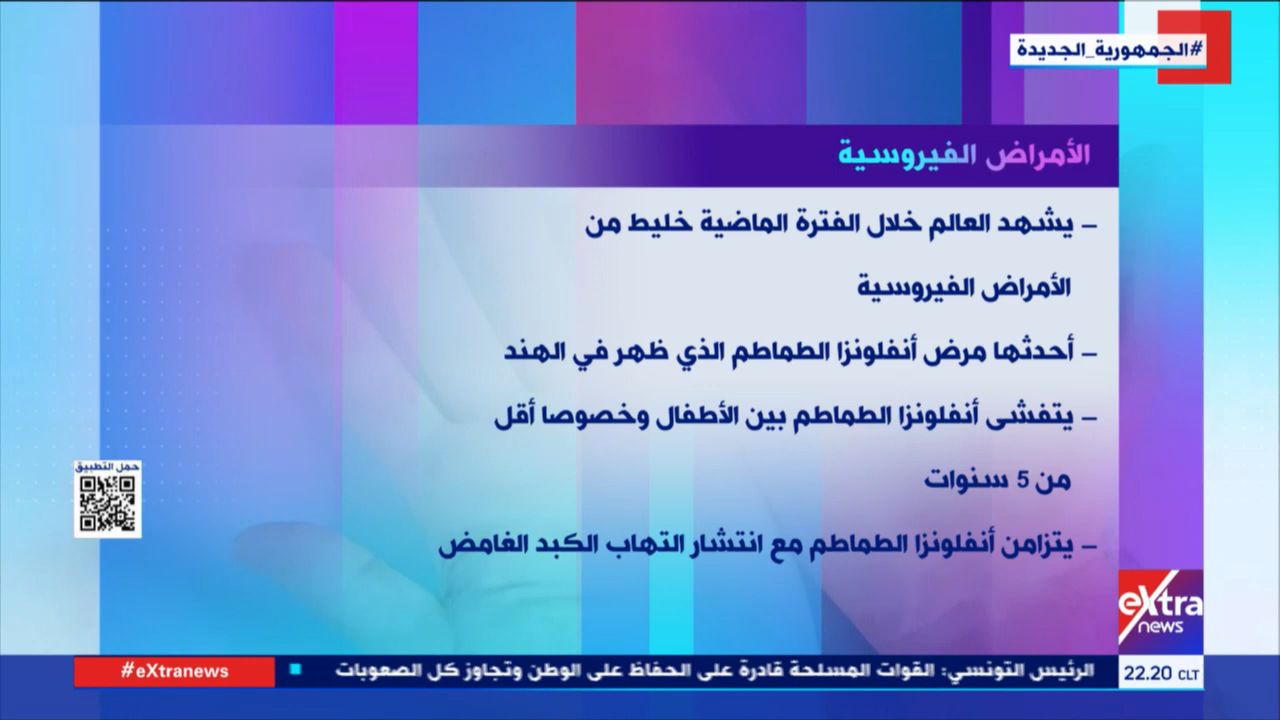 #الجمهورية_الجديدة
الأمراض الفيروسية
– يشهد العالم خلال الفترة الماضية خليط من
الأمراض الفيروسية
– أحدثها مرض أنفلونزا الطماطم الذي ظهر في الهند
– يتفشى أنفلونزا الطماطم بين الأطفال وخصوصا أقل
من 5 سنوات
– يتزامن أنفلونزا الطماطم مع انتشار التهاب الكبد الغامض
حمل التطبيق
eXtra
news
الرئيس التونسي: القوات المسلحة قادرة على الحفاظ على الوطن وتجاوز كل الصعوبات
#eXtranews
22.20 CLT